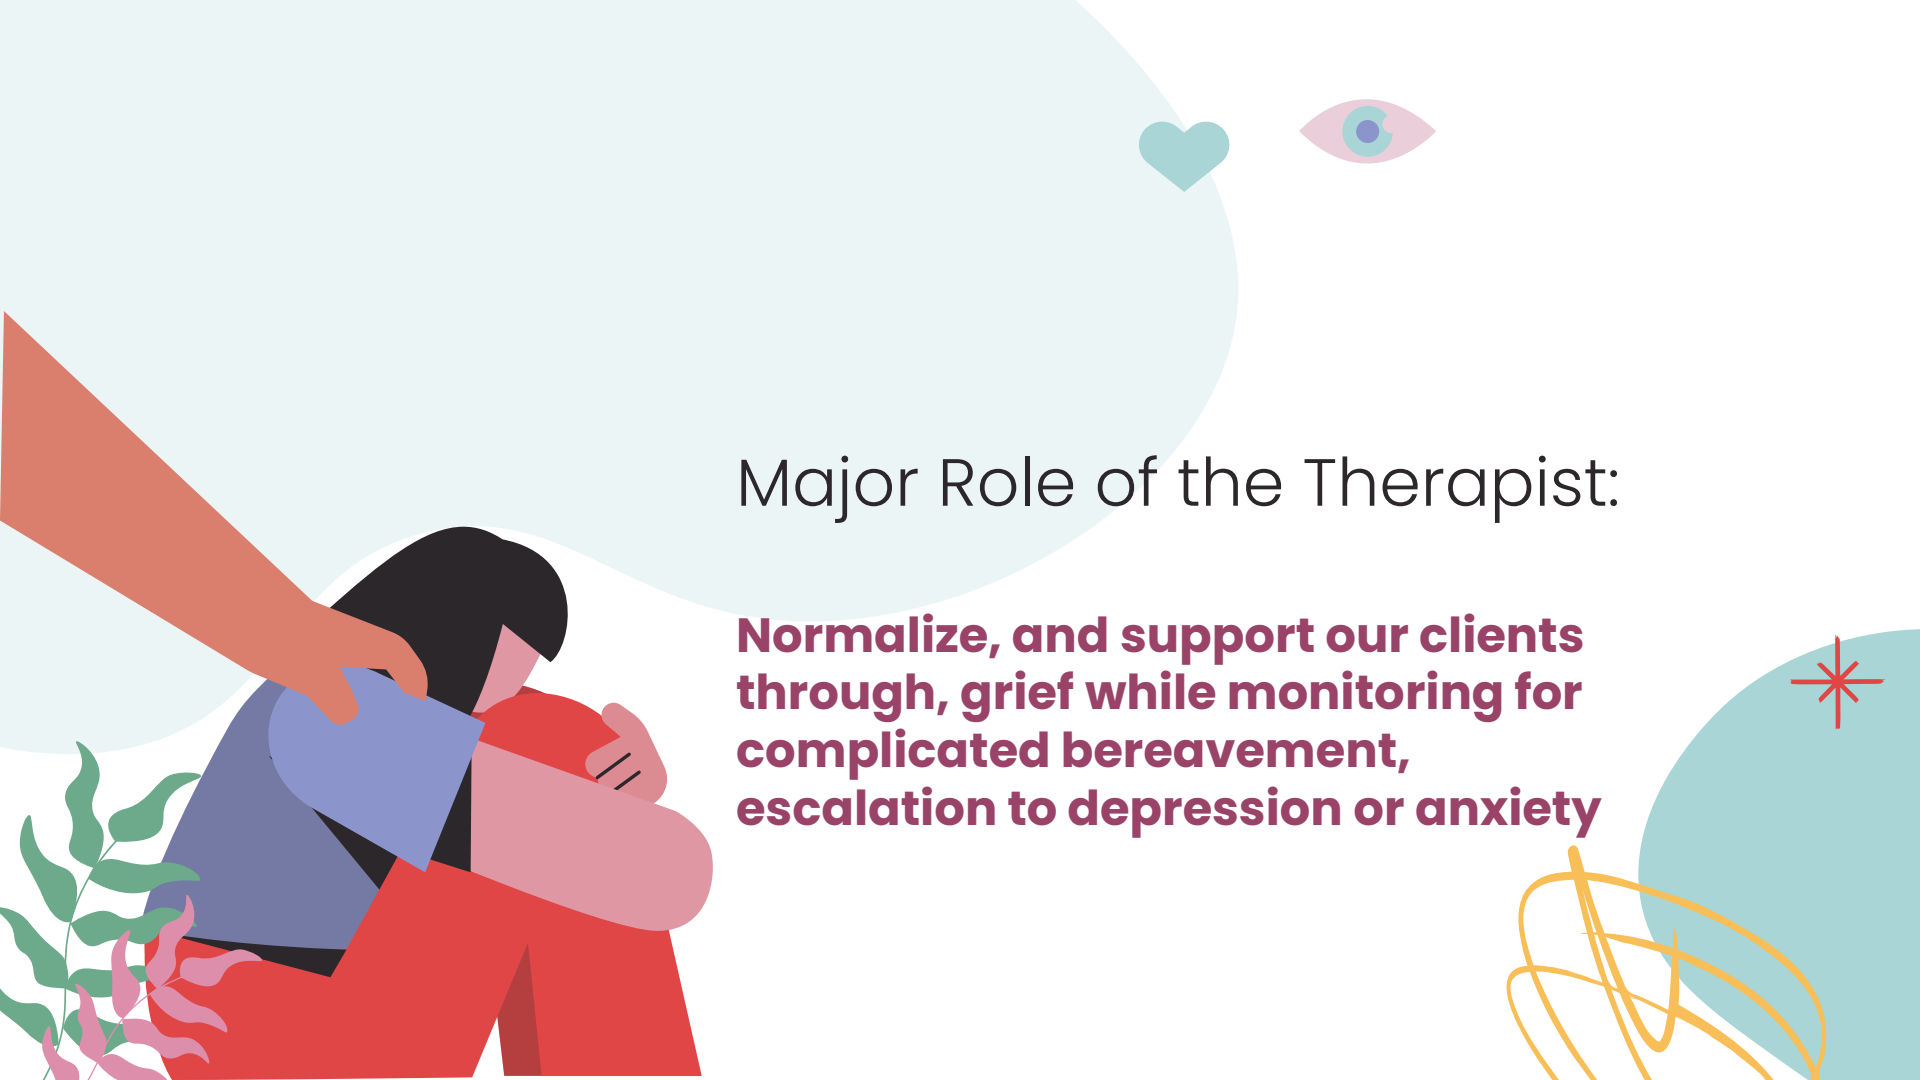 Major Role of the Therapist:
Normalize, and support our clients
through, grief while monitoring for
complicated bereavement,
escalation to depression or anxiety